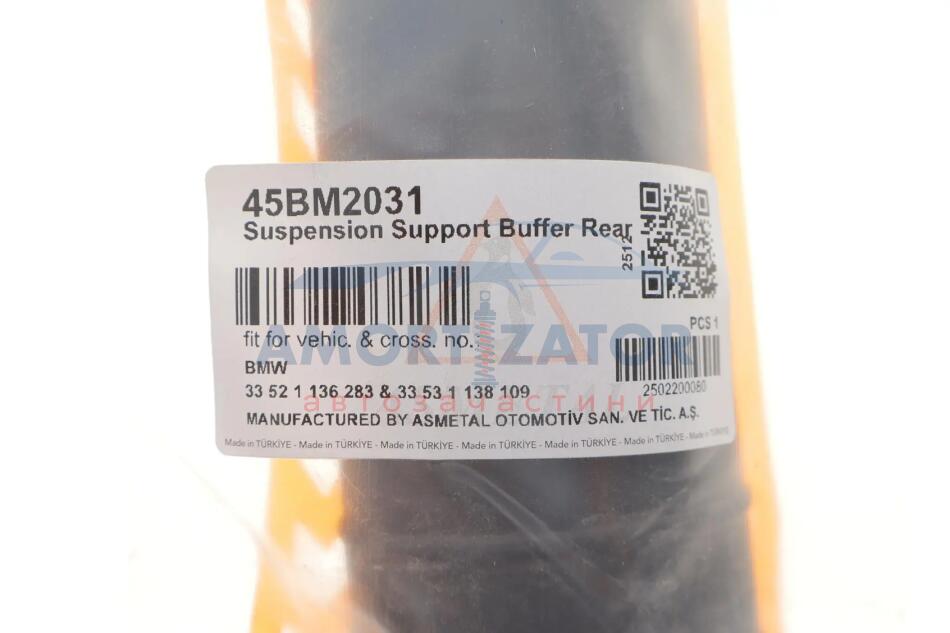 45BM2031
Suspension Support Buffer Rear
2512
PCS 1
AMORTIZATOR
fit for vehic. & cross. no.:
BMW
33 52 1 136 283 & 33 53 1 138 109
2502200080
автозапчастини
MANUFACTURED BY ASMETAL OTOMOTİV SAN. VE TİC. A.Ş.
Made in TÜRKİYE - Made in TÜRKİYE - Made in TÜRKİYE - Made in TÜRKİYE - Made in TÜRKİYE - Made in TÜRKİYE - Made in TÜRKİYE